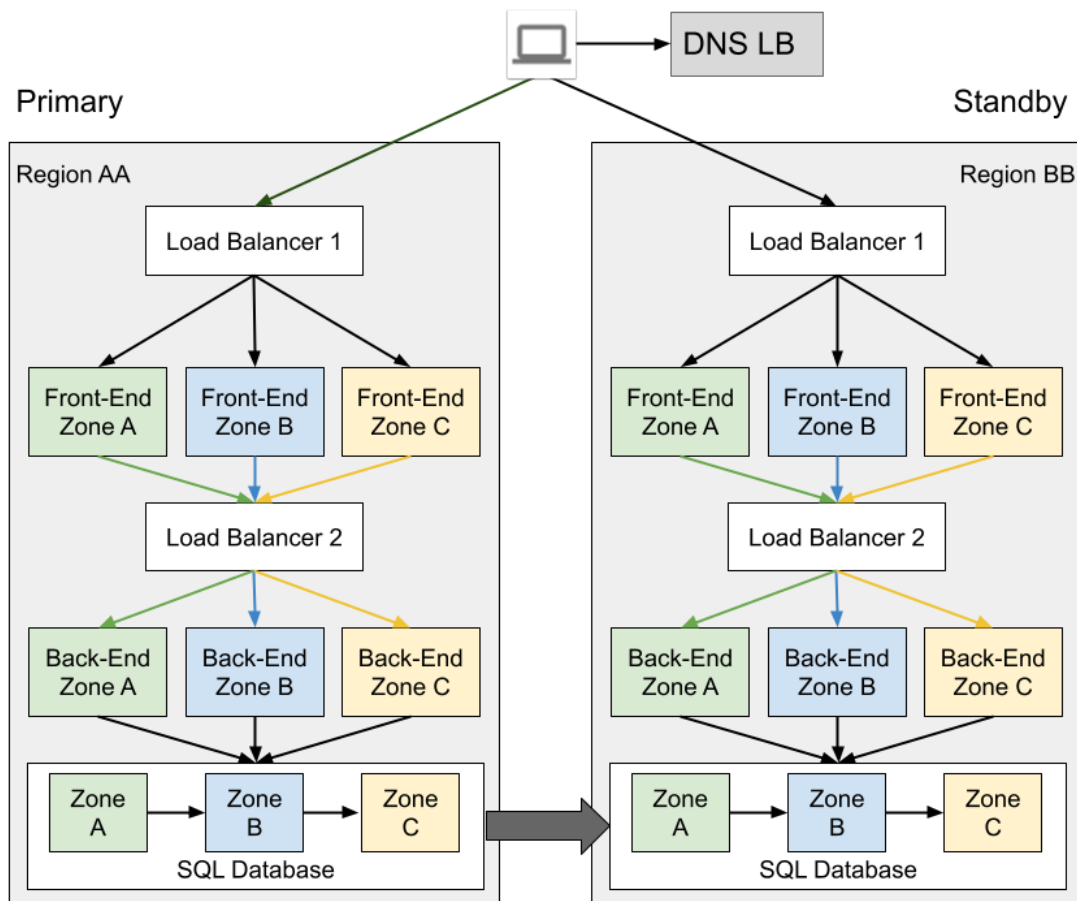 DNS LB
Primary
Standby
Region AA
Load Balancer 1
Front-End
Zone A
Front-End
Zone B
Front-End
Zone C
Load Balancer 2
Back-End
Zone A
Back-End
Zone B
Back-End
Zone C
Zone
A
Zone
B
Zone
C
SQL Database
Region BB
Load Balancer 1
Front-End
Zone A
Front-End
Zone B
Front-End
Zone C
Load Balancer 2
Back-End
Zone A
Back-End
Zone B
Back-End
Zone C
Zone
A
Zone
B
Zone
C
SQL Database